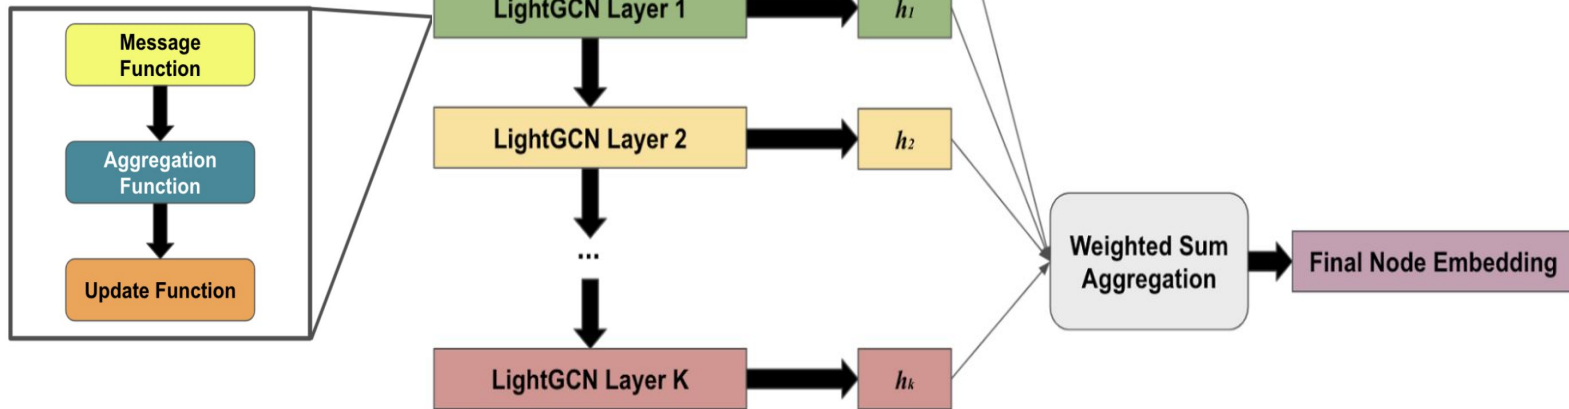 Message
Function
Aggregation
Function
Update Function
LightGCN Layer 1
h1
LightGCN Layer 2
h2
...
LightGCN Layer K
hk
Weighted Sum
Aggregation
Final Node Embedding